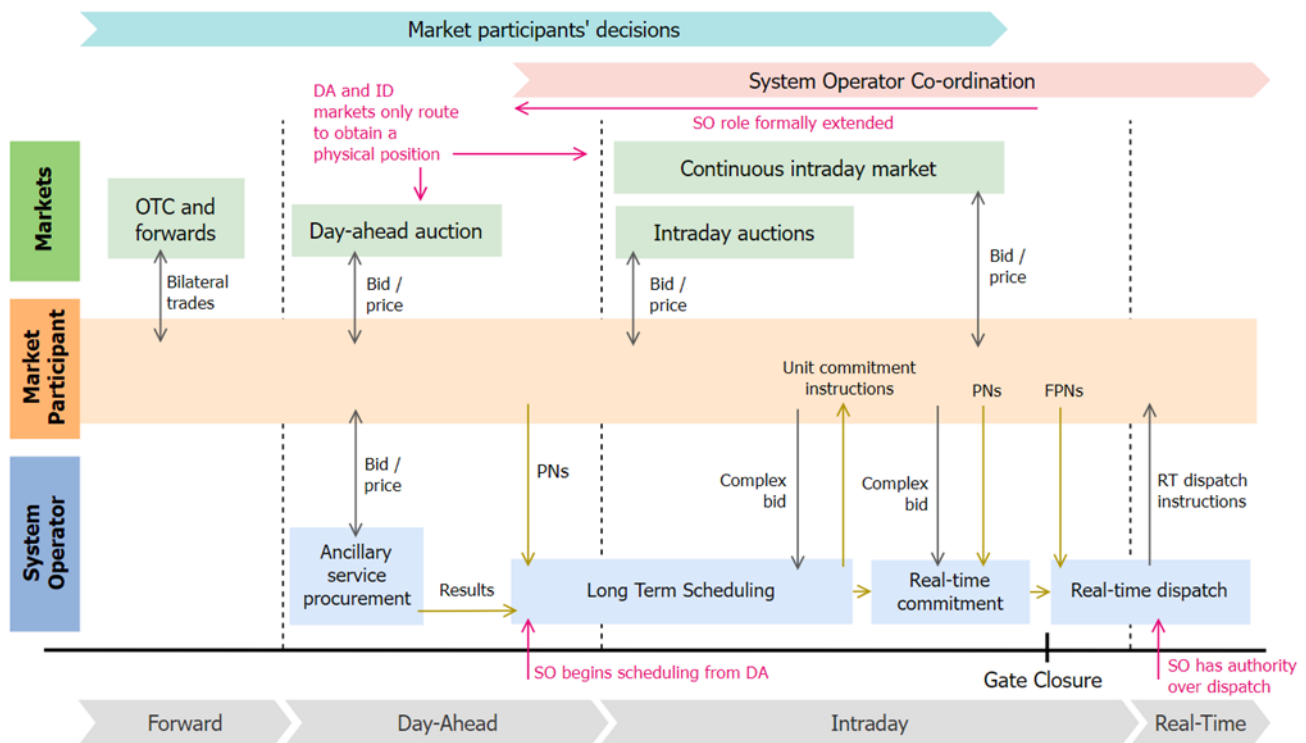 Market participants' decisions
System Operator Co-ordination
DA and ID
markets only route
to obtain a
physical position
SO role formally extended
Markets
OTC and
forwards
Day-ahead auction
Continuous intraday market
Intraday auctions
Bilateral
trades
Bid /
price
Bid /
price
Bid /
price
Market
Participant
Unit commitment
instructions
PNs
FPNs
System
Operator
Bid /
price
PNs
Complex
bid
Complex
bid
RT dispatch
instructions
Ancillary
service
procurement
Results
Long Term Scheduling
Real-time
commitment
Real-time dispatch
SO begins scheduling from DA
Gate Closure
SO has authority
over dispatch
Forward
Day-Ahead
Intraday
Real-Time